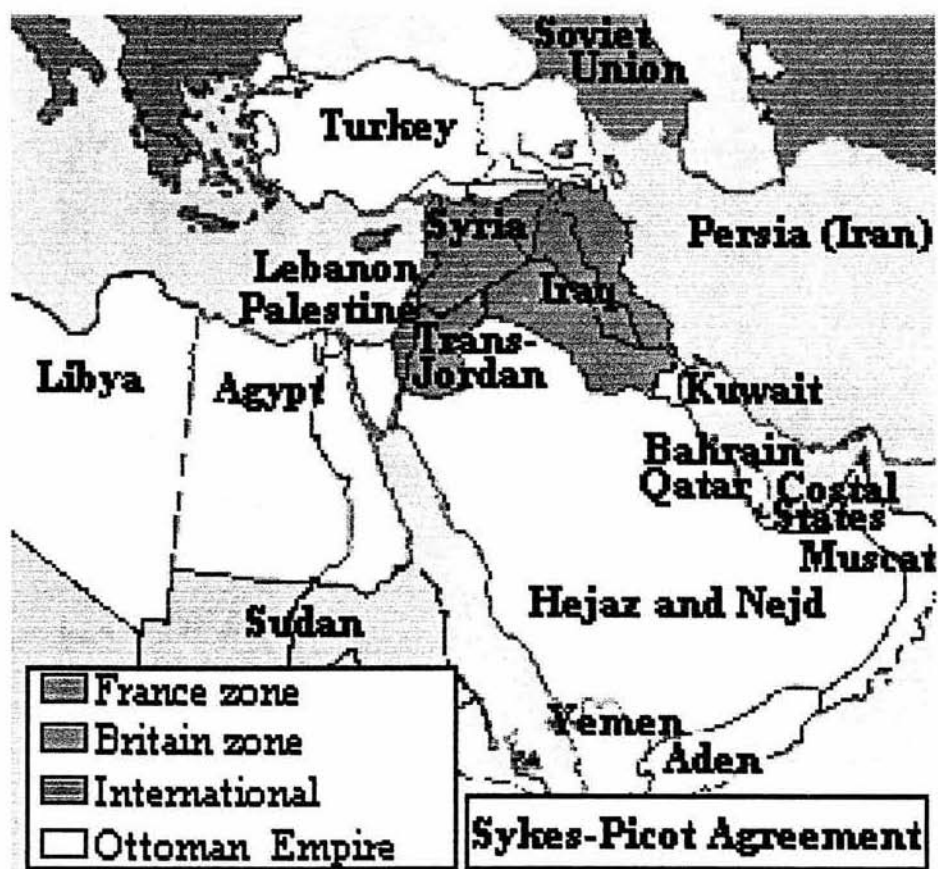 Soviet
Union
Turkey
Syria
Persia (Iran)
Lebanon
Palestine
Iraq
Trans-
Jordan
Libya
Agypt
Kuwait
Bahrain
Qatar
Costal
States
Muscat
Hejaz and Nejd
Sudan
Yemen
Aden
France zone
Britain zone
International
Ottoman Empire
Sykes-Picot Agreement